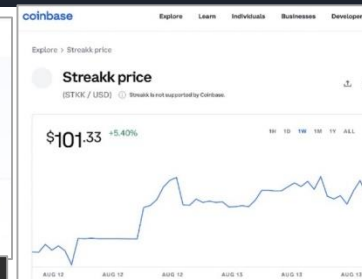 coinbase
Explore Learn Individuals Businesses Developer
Explore > Streakk price
Streakk price
(STKK / USD) Streakk is not supported by Coinbase.
$101.33 +5.40%
1H 1D 1W 1M 1Y ALL
AUG 12 AUG 12 AUG 12 AUG 13 AUG 13 AUG 13